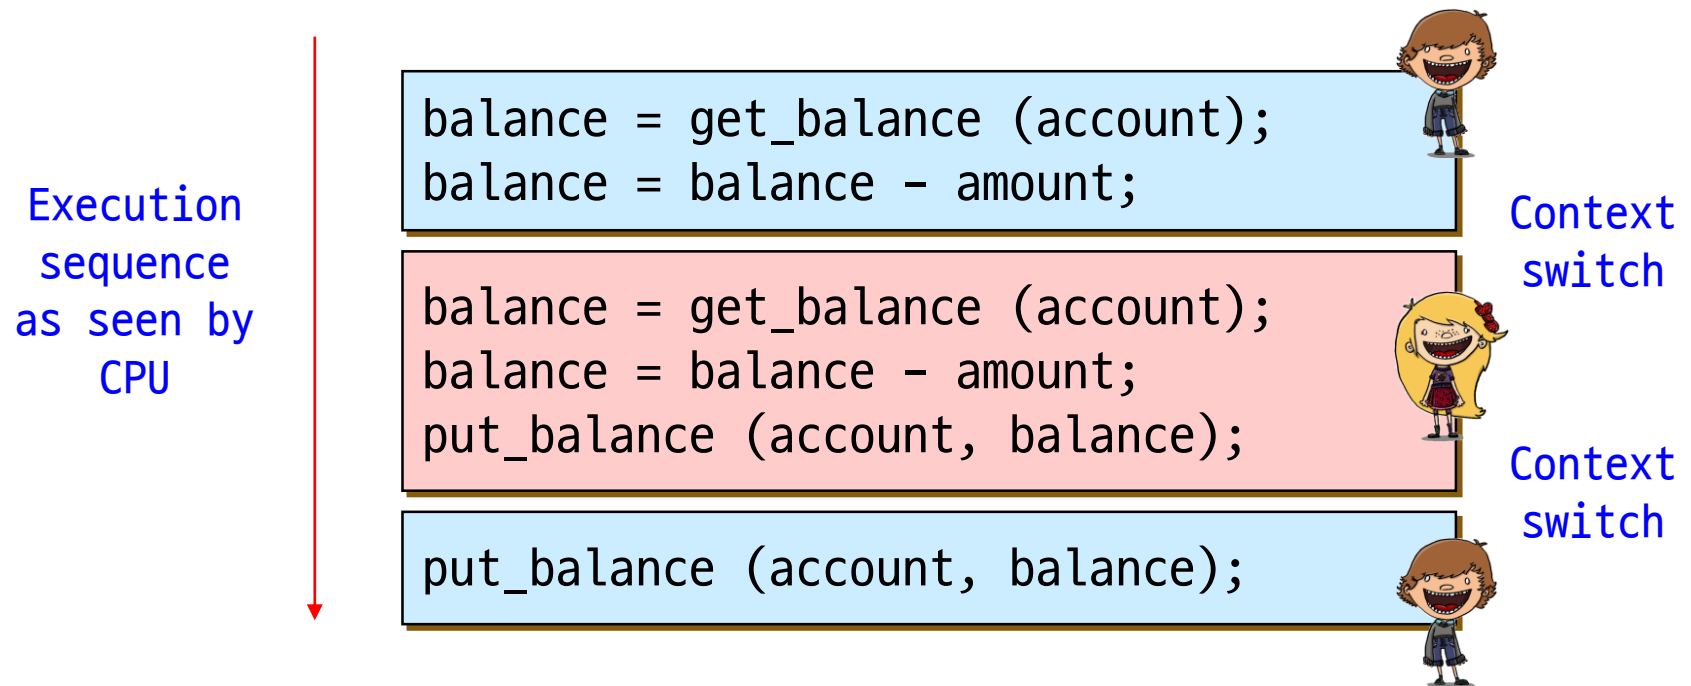 Execution
sequence
as seen by
CPU
balance = get_balance (account);
balance = balance – amount;
Context
switch
balance = get_balance (account);
balance = balance – amount;
put_balance (account, balance);
Context
switch
put_balance (account, balance);